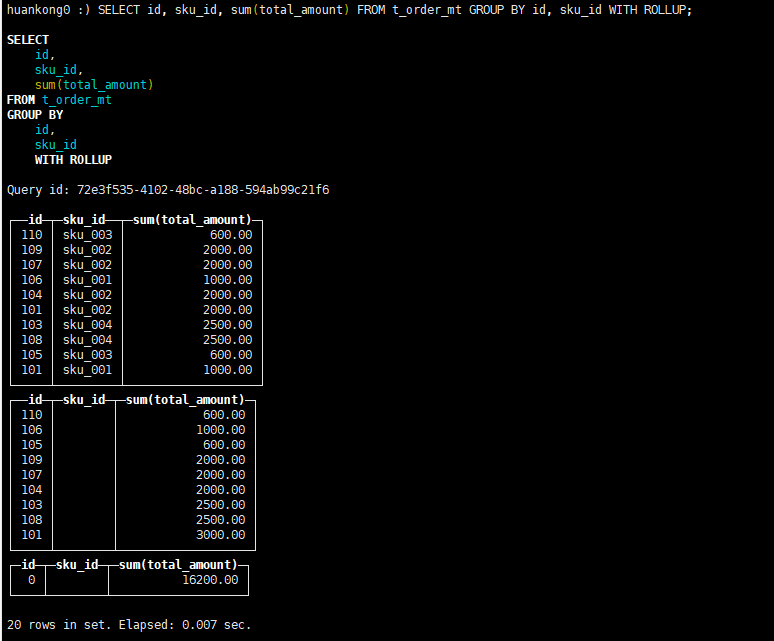 huankong0 :) SELECT id, sku_id, sum(total_amount) FROM t_order_mt GROUP BY id, sku_id WITH ROLLUP;
SELECT
id,
sku_id,
sum(total_amount)
FROM t_order_mt
GROUP BY
id,
sku_id
WITH ROLLUP
Query id: 72e3f535-4102-48bc-a188-594ab99c21f6
id sku_id sum(total_amount)
110 sku_003 600.00
109 sku_002 2000.00
107 sku_002 2000.00
106 sku_001 1000.00
104 sku_002 2000.00
101 sku_002 2000.00
103 sku_004 2500.00
108 sku_004 2500.00
105 sku_003 600.00
101 sku_001 1000.00
id sku_id sum(total_amount)
110 600.00
106 1000.00
105 600.00
109 2000.00
107 2000.00
104 2000.00
103 2500.00
108 2500.00
101 3000.00
id sku_id sum(total_amount)
0 16200.00
20 rows in set. Elapsed: 0.007 sec.